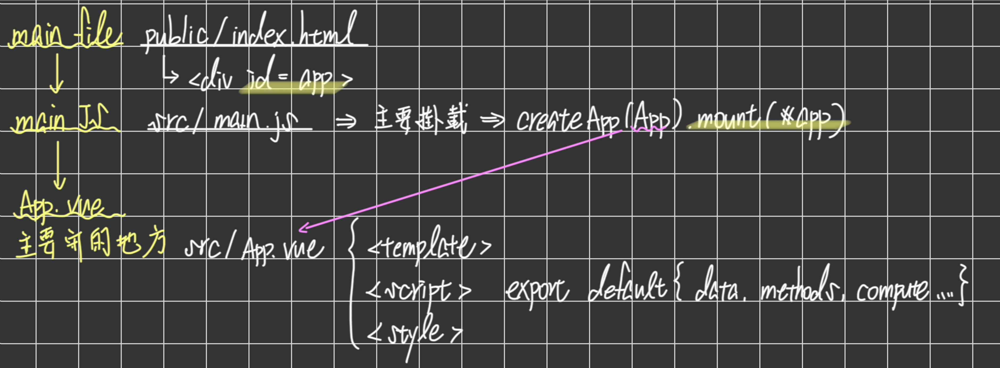 main file public/index.html
↳ <div id = app>
main JS src/main.js ⇒ 主要掛載 ⇒ createApp(App).mount(#app)
App.vue
主要寫的地方 src/App.vue { <template>
<script> export default { data, methods, compute..... }
<style>